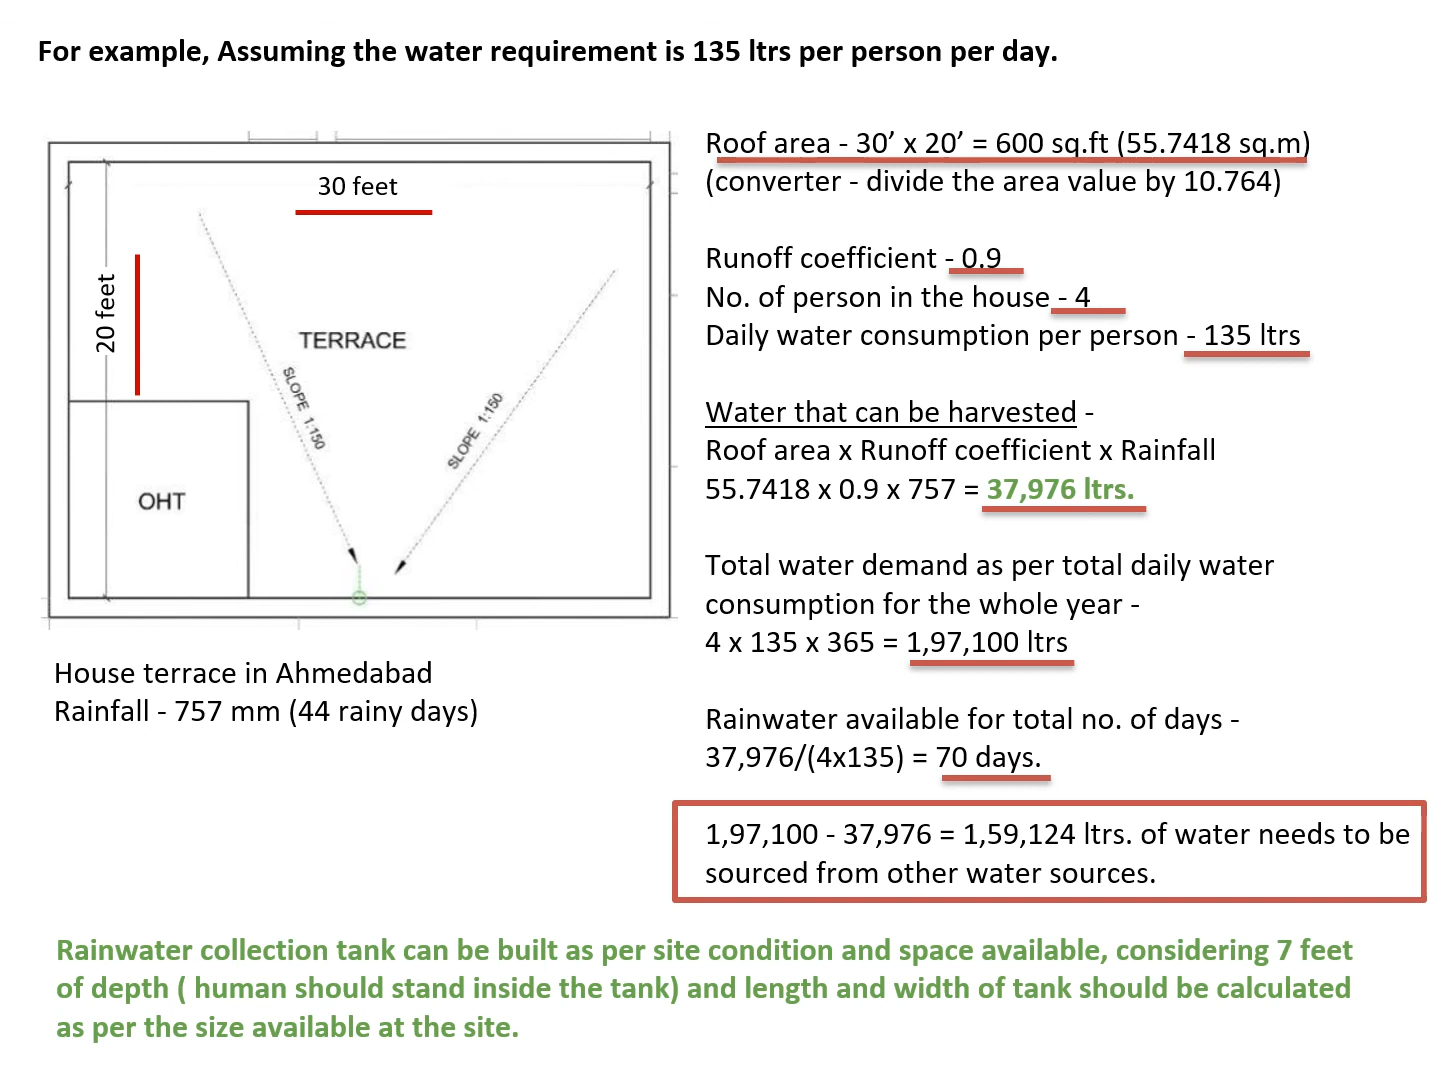 For example, Assuming the water requirement is 135 ltrs per person per day.
30 feet
20 feet
TERRACE
SLOPE 1:150
SLOPE 1:150
OHT
House terrace in Ahmedabad
Rainfall - 757 mm (44 rainy days)
Roof area - 30’ x 20’ = 600 sq.ft (55.7418 sq.m)
(converter - divide the area value by 10.764)
Runoff coefficient - 0.9
No. of person in the house - 4
Daily water consumption per person - 135 ltrs
Water that can be harvested -
Roof area x Runoff coefficient x Rainfall
55.7418 x 0.9 x 757 = 37,976 ltrs.
Total water demand as per total daily water
consumption for the whole year -
4 x 135 x 365 = 1,97,100 ltrs
Rainwater available for total no. of days -
37,976/(4x135) = 70 days.
1,97,100 - 37,976 = 1,59,124 ltrs. of water needs to be
sourced from other water sources.
Rainwater collection tank can be built as per site condition and space available, considering 7 feet
of depth ( human should stand inside the tank) and length and width of tank should be calculated
as per the size available at the site.